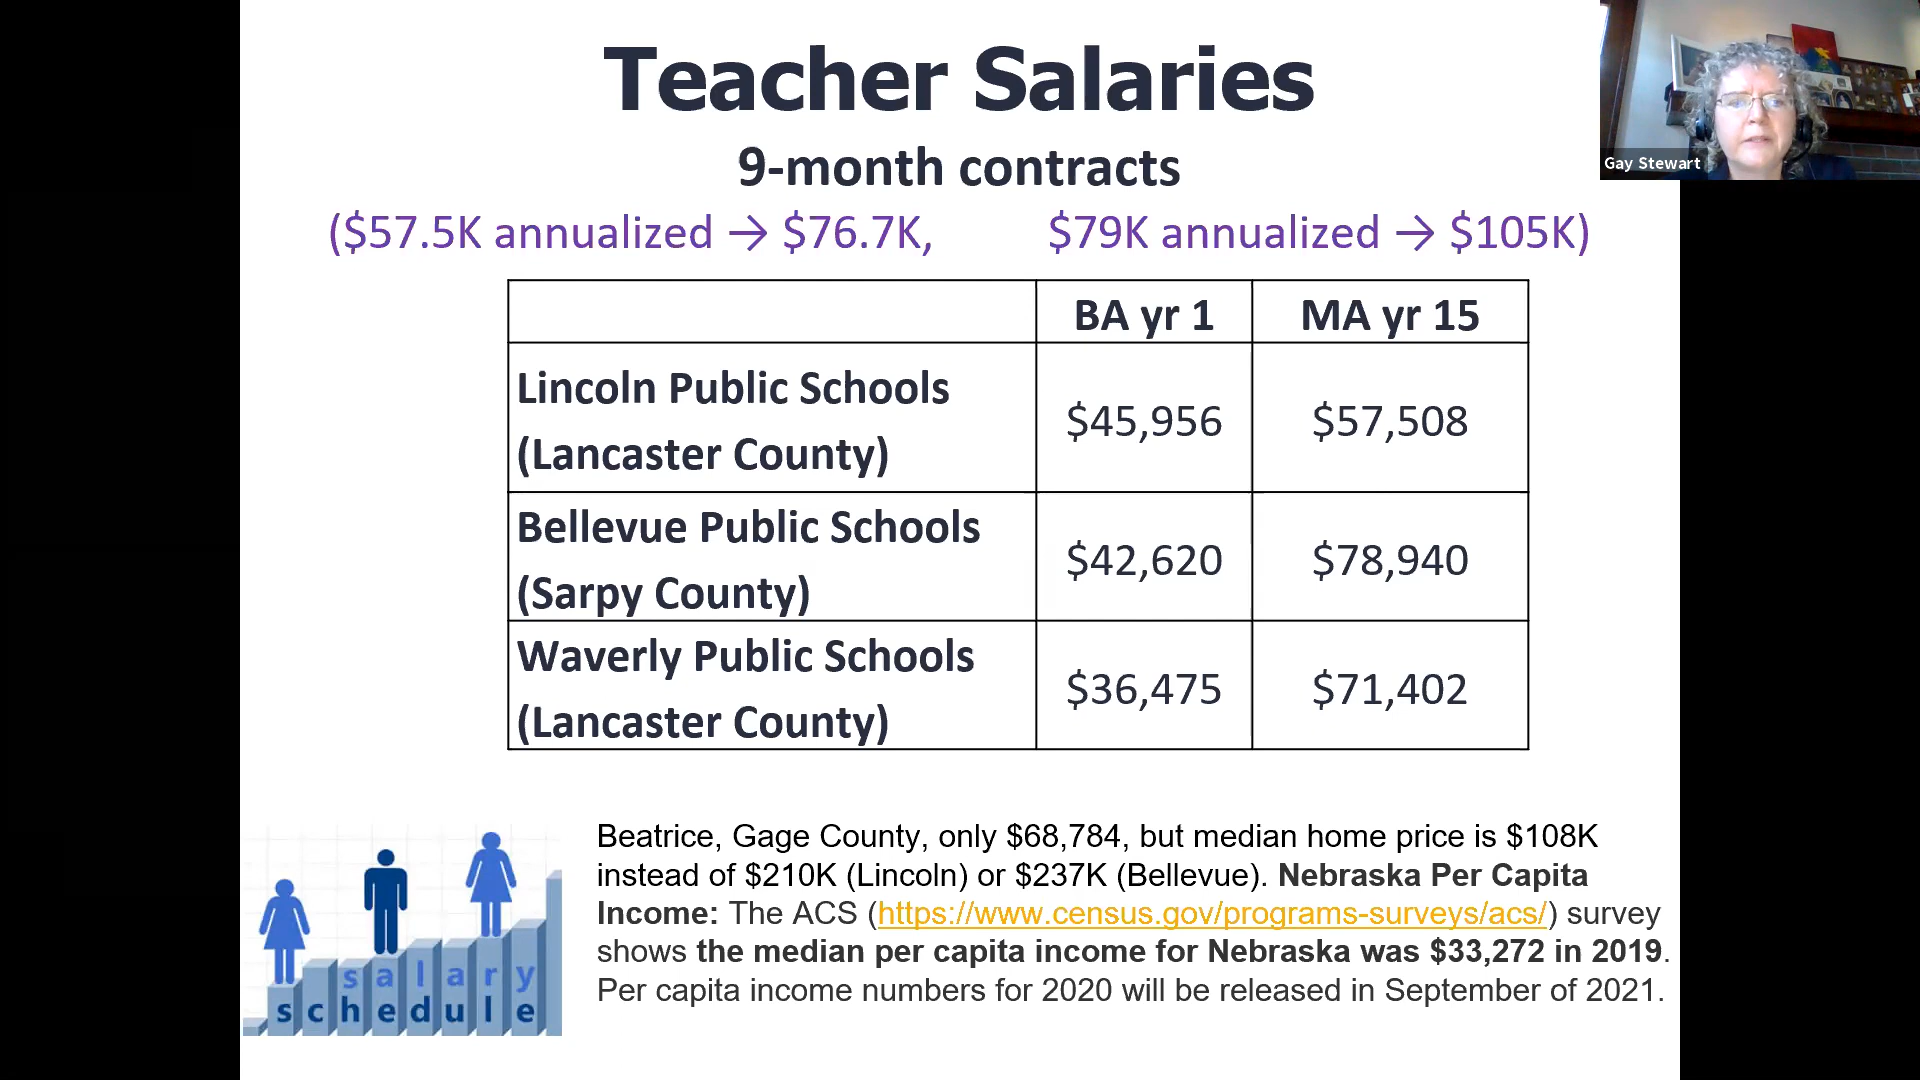 Teacher Salaries
9-month contracts
($57.5K annualized → $76.7K, $79K annualized → $105K)
BA yr 1 MA yr 15
Lincoln Public Schools
(Lancaster County)
$45,956 $57,508
Bellevue Public Schools
(Sarpy County)
$42,620 $78,940
Waverly Public Schools
(Lancaster County)
$36,475 $71,402
Beatrice, Gage County, only $68,784, but median home price is $108K
instead of $210K (Lincoln) or $237K (Bellevue). Nebraska Per Capita
Income: The ACS (https://www.census.gov/programs-surveys/acs/) survey
shows the median per capita income for Nebraska was $33,272 in 2019.
Per capita income numbers for 2020 will be released in September of 2021.
salary
schedule
Gay Stewart